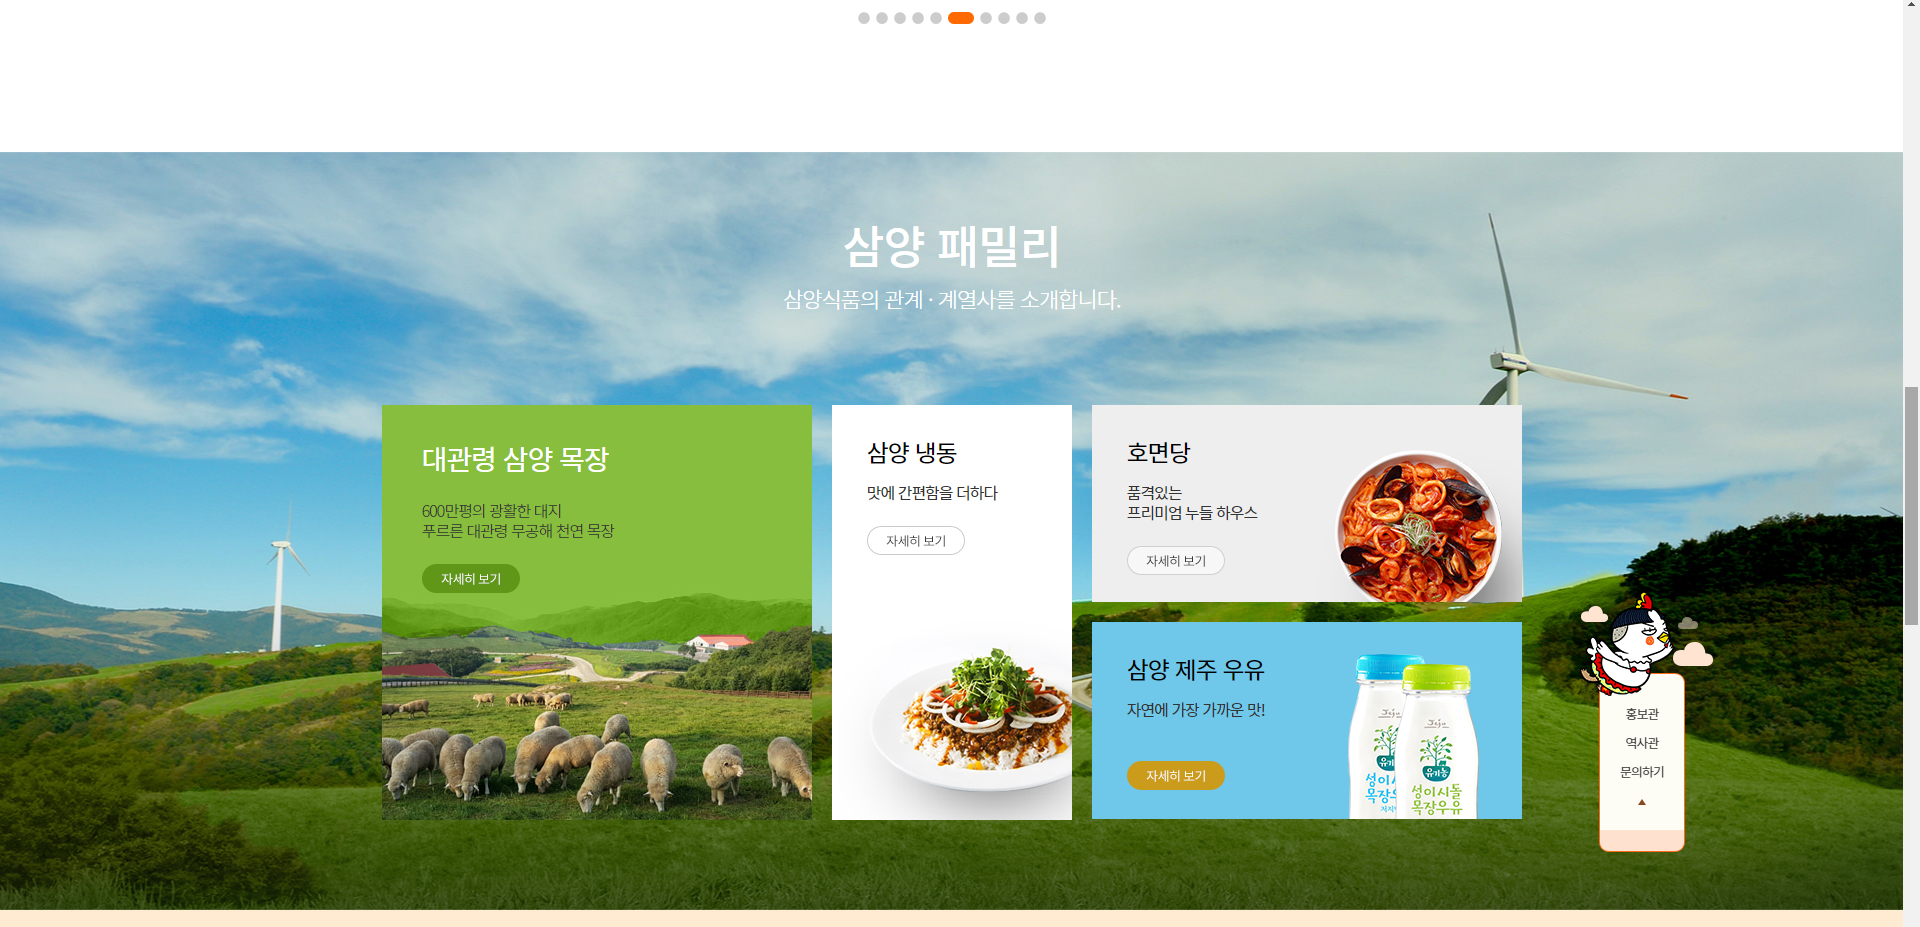 삼양 패밀리
삼양식품의 관계 · 계열사를 소개합니다.
대관령 삼양 목장
600만평의 광활한 대지
푸르른 대관령 무공해 천연 목장
자세히 보기
삼양 냉동
맛에 간편함을 더하다
자세히 보기
호면당
품격있는
프리미엄 누들 하우스
자세히 보기
삼양 제주 우유
자연에 가장 가까운 맛!
자세히 보기
유기농
성이시돌
목장우유
홍보관
역사관
문의하기